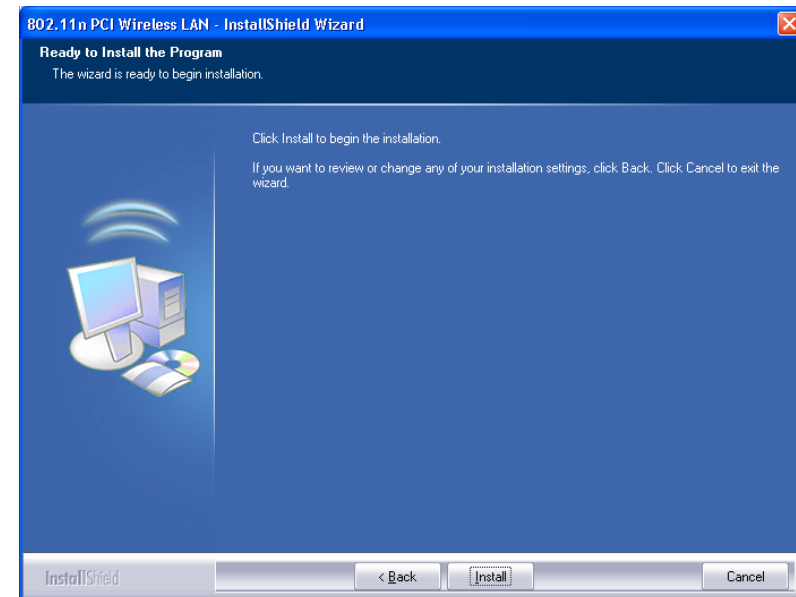 802.11n PCI Wireless LAN - InstallShield Wizard
Ready to Install the Program
The wizard is ready to begin installation.
Click Install to begin the installation.
If you want to review or change any of your installation settings, click Back. Click Cancel to exit the
wizard.
InstallShield
< Back
Install
Cancel